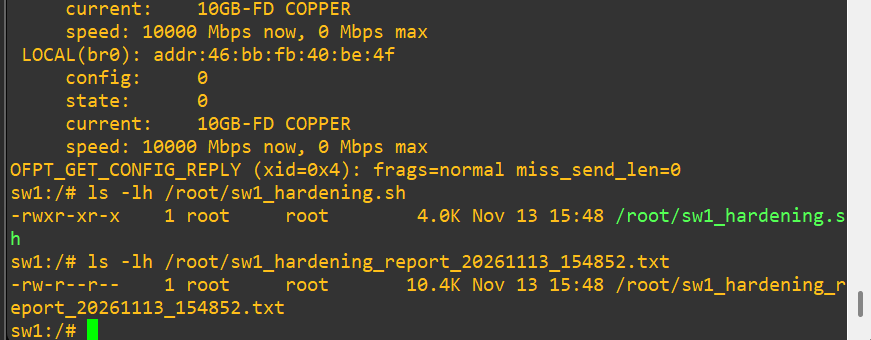 current:    10GB-FD COPPER
speed: 10000 Mbps now, 0 Mbps max
LOCAL(br0): addr:46:bb:fb:40:be:4f
config:     0
state:      0
current:    10GB-FD COPPER
speed: 10000 Mbps now, 0 Mbps max
OFPT_GET_CONFIG_REPLY (xid=0x4): frags=normal miss_send_len=0
sw1:/# ls -lh /root/sw1_hardening.sh
-rwxr-xr-x    1 root     root        4.0K Nov 13 15:48 /root/sw1_hardening.s
h
sw1:/# ls -lh /root/sw1_hardening_report_20261113_154852.txt
-rw-r--r--    1 root     root       10.4K Nov 13 15:48 /root/sw1_hardening_r
eport_20261113_154852.txt
sw1:/#